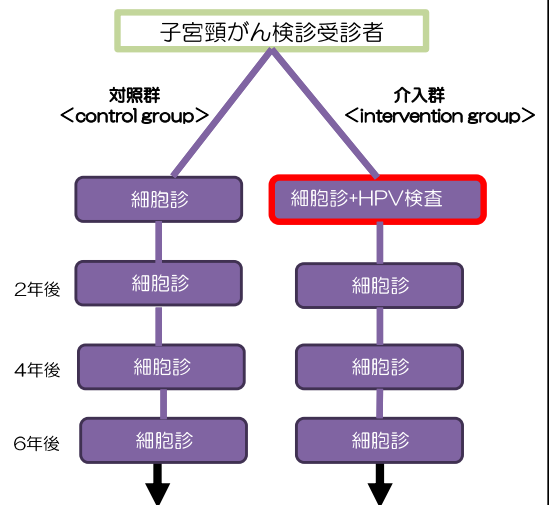 子宮頸がん検診受診者
対照群
<control group>
介入群
<intervention group>
細胞診
細胞診+HPV検査
2年後
細胞診
細胞診
4年後
細胞診
細胞診
6年後
細胞診
細胞診